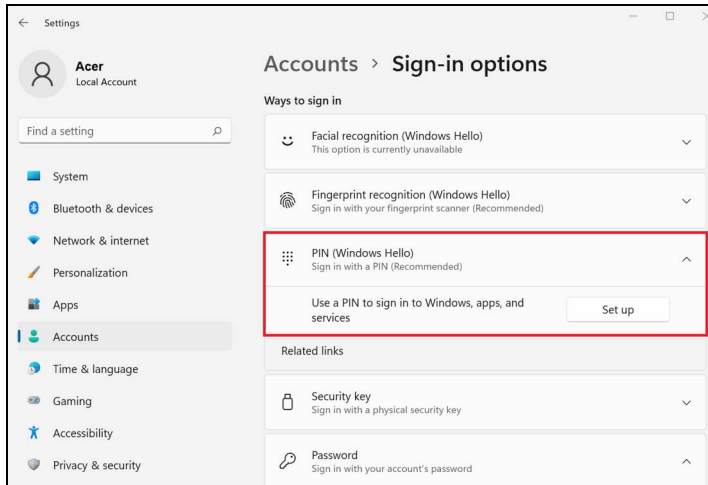 Settings
Acer
Local Account
Find a setting
System
Bluetooth & devices
Network & internet
Personalization
Apps
Accounts
Time & language
Gaming
Accessibility
Privacy & security
Accounts > Sign-in options
Ways to sign in
Facial recognition (Windows Hello)
This option is currently unavailable
Fingerprint recognition (Windows Hello)
Sign in with your fingerprint scanner (Recommended)
PIN (Windows Hello)
Sign in with a PIN (Recommended)
Use a PIN to sign in to Windows, apps, and
services
Set up
Related links
Security key
Sign in with a physical security key
Password
Sign in with your account's password